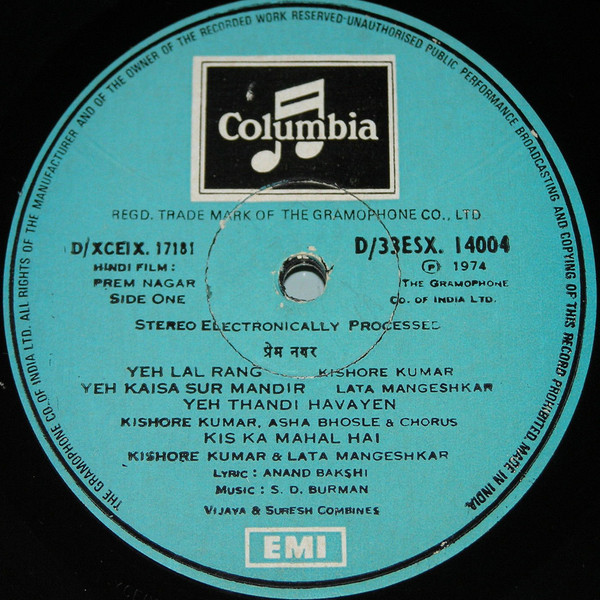 THE GRAMOPHONE CO. OF INDIA LTD. ALL RIGHTS OF THE MANUFACTURER AND OF THE OWNER OF THE RECORDED WORK RESERVED-UNAUTHORISED PUBLIC PERFORMANCE BROADCASTING AND COPYING OF THIS RECORD PROHIBITED. MADE IN INDIA.
Columbia
REGD. TRADE MARK OF THE GRAMOPHONE CO., LTD
D/XCEIX. 17181 D/33ESX. 14004
HINDI FILM : Ⓟ 1974
PREM NAGAR THE GRAMOPHONE
SIDE ONE CO. OF INDIA LTD.
STEREO ELECTRONICALLY PROCESSED
प्रेम नगर
YEH LAL RANG KISHORE KUMAR
YEH KAISA SUR MANDIR LATA MANGESHKAR
YEH THANDI HAVAYEN
KISHORE KUMAR, ASHA BHOSLE & CHORUS
KIS KA MAHAL HAI
KISHORE KUMAR & LATA MANGESHKAR
LYRIC : ANAND BAKSHI
MUSIC : S. D. BURMAN
VIJAYA & SURESH COMBINES
EMI